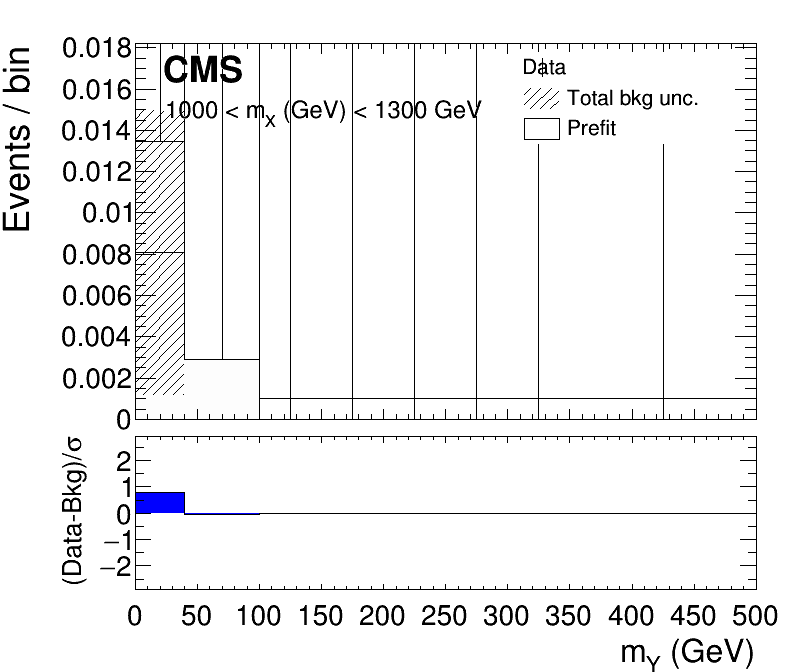 CMS
1000 < mX (GeV) < 1300 GeV
Data
Total bkg unc.
Prefit
Events / bin
0.018
0.016
0.014
0.012
0.01
0.008
0.006
0.004
0.002
0
(Data-Bkg)/σ
2
1
0
−1
−2
0 50 100 150 200 250 300 350 400 450 500
mY (GeV)